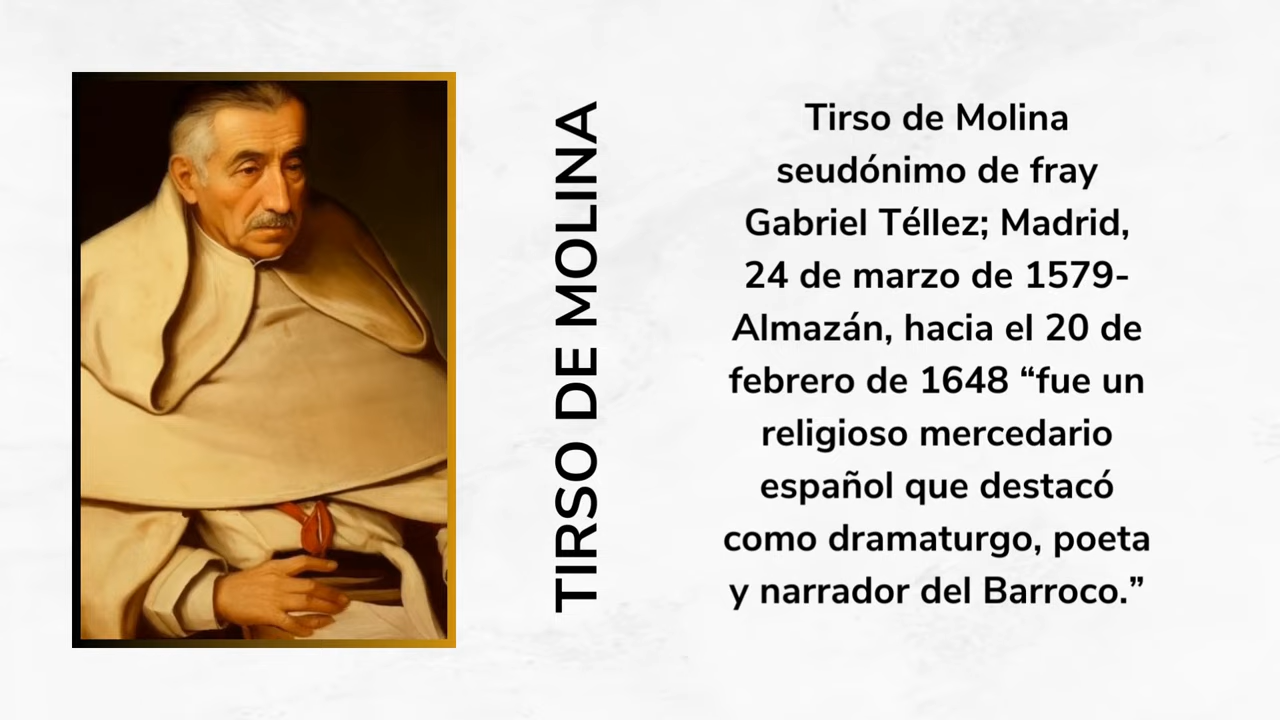 TIRSO DE MOLINA
Tirso de Molina
seudónimo de fray
Gabriel Téllez; Madrid,
24 de marzo de 1579-
Almazán, hacia el 20 de
febrero de 1648 “fue un
religioso mercedario
español que destacó
como dramaturgo, poeta
y narrador del Barroco.”